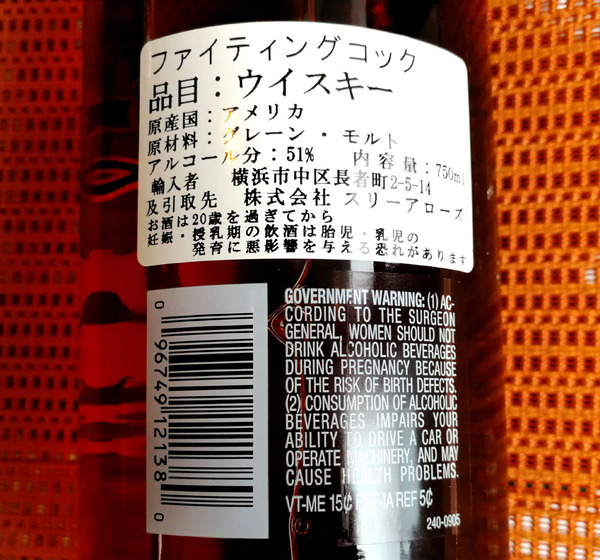 ファイティングコック
品目：ウイスキー
原産国：アメリカ
原材料：グレーン・モルト
アルコール分：51% 内容量：750ml
輸入者 横浜市中区長者町2-5-14
及引取先 株式会社 スリーアローズ
お酒は20歳を過ぎてから
妊娠・授乳期の飲酒は胎児・乳児の
発育に悪影響を与える恐れがあります
0 96749 12138 0
GOVERNMENT WARNING: (1) AC-
CORDING TO THE SURGEON
GENERAL, WOMEN SHOULD NOT
DRINK ALCOHOLIC BEVERAGES
DURING PREGNANCY BECAUSE
OF THE RISK OF BIRTH DEFECTS.
(2) CONSUMPTION OF ALCOHOLIC
BEVERAGES IMPAIRS YOUR
ABILITY TO DRIVE A CAR OR
OPERATE MACHINERY, AND MAY
CAUSE HEALTH PROBLEMS.
VT-ME 15¢ REF-IA REF 5¢
240-0905